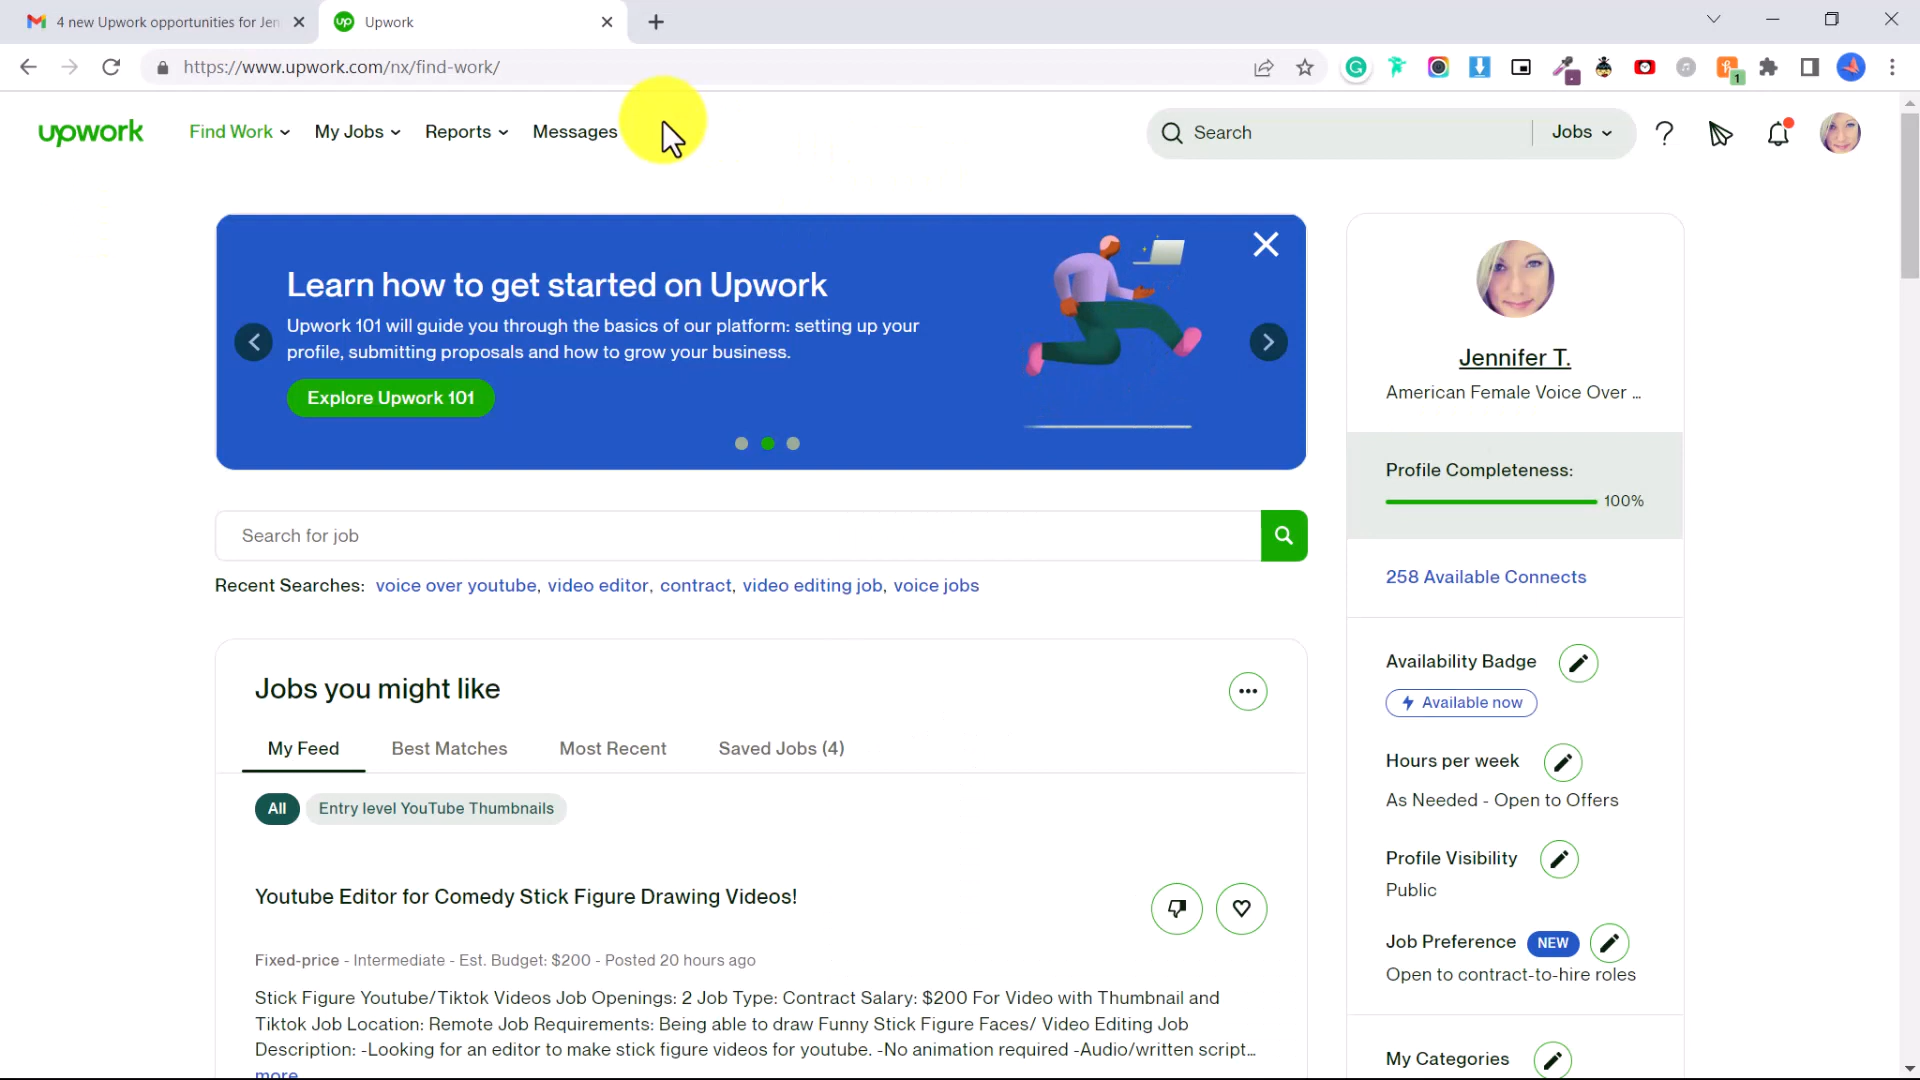 4 new Upwork opportunities for Jen
Upwork
https://www.upwork.com/nx/find-work/
1
upwork
Find Work
My Jobs
Reports
Messages
Search
Jobs
Learn how to get started on Upwork
Upwork 101 will guide you through the basics of our platform: setting up your
profile, submitting proposals and how to grow your business.
Explore Upwork 101
Jennifer T.
American Female Voice Over ...
Profile Completeness:
100%
258 Available Connects
Search for job
Recent Searches: voice over youtube, video editor, contract, video editing job, voice jobs
Availability Badge
Available now
Hours per week
As Needed - Open to Offers
Profile Visibility
Public
Job Preference NEW
Open to contract-to-hire roles
My Categories
Jobs you might like
My Feed
Best Matches
Most Recent
Saved Jobs (4)
All
Entry level YouTube Thumbnails
Youtube Editor for Comedy Stick Figure Drawing Videos!
Fixed-price - Intermediate - Est. Budget: $200 - Posted 20 hours ago
Stick Figure Youtube/Tiktok Videos Job Openings: 2 Job Type: Contract Salary: $200 For Video with Thumbnail and
Tiktok Job Location: Remote Job Requirements: Being able to draw Funny Stick Figure Faces/ Video Editing Job
Description: -Looking for an editor to make stick figure videos for youtube. -No animation required -Audio/written script...
more